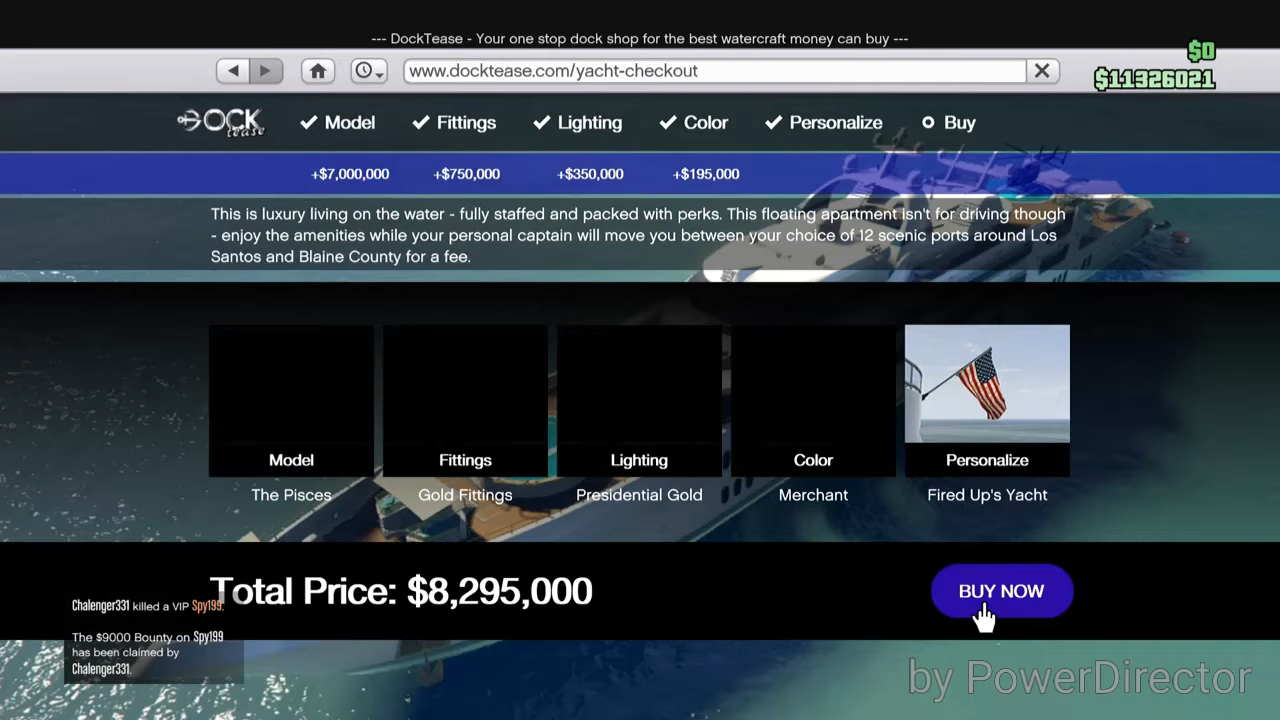 --- DockTease - Your one stop dock shop for the best watercraft money can buy ---
www.docktease.com/yacht-checkout
$0
$11326021
DOCK tease
Model
Fittings
Lighting
Color
Personalize
Buy
+$7,000,000
+$750,000
+$350,000
+$195,000
This is luxury living on the water - fully staffed and packed with perks. This floating apartment isn't for driving though
- enjoy the amenities while your personal captain will move you between your choice of 12 scenic ports around Los
Santos and Blaine County for a fee.
Model
Fittings
Lighting
Color
Personalize
The Pisces
Gold Fittings
Presidential Gold
Merchant
Fired Up's Yacht
Total Price: $8,295,000
BUY NOW
Chalenger331 killed a VIP Spy199.
The $9000 Bounty on Spy199
has been claimed by
Chalenger331.
by PowerDirector